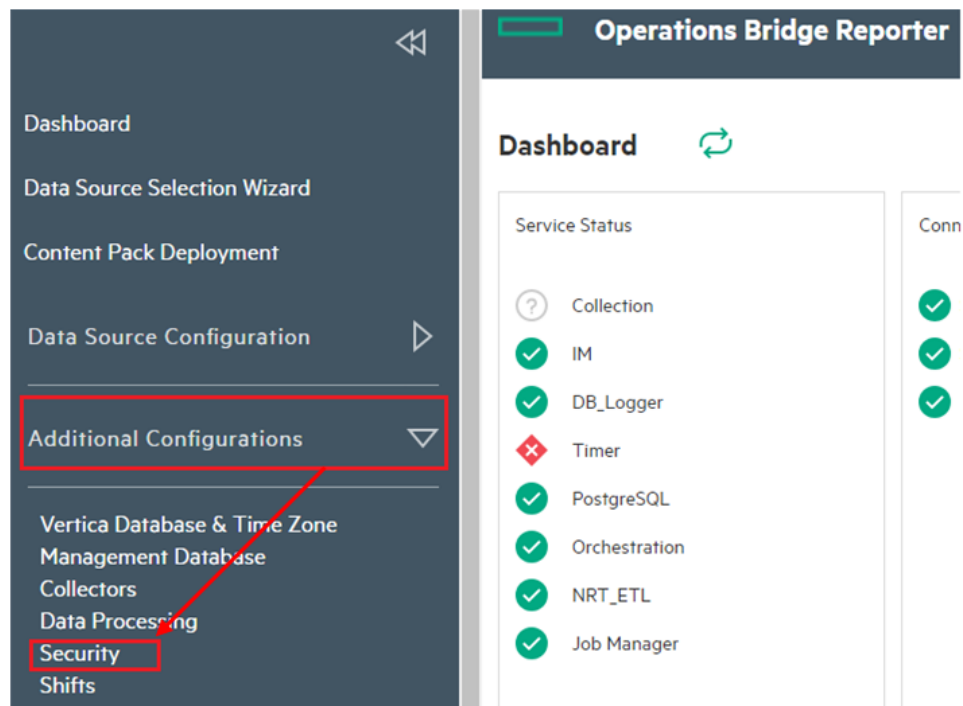 Dashboard
Data Source Selection Wizard
Content Pack Deployment
Data Source Configuration
Additional Configurations
Vertica Database & Time Zone
Management Database
Collectors
Data Processing
Security
Shifts
Operations Bridge Reporter
Dashboard
Service Status
? Collection
IM
DB_Logger
Timer
PostgreSQL
Orchestration
NRT_ETL
Job Manager
Conn